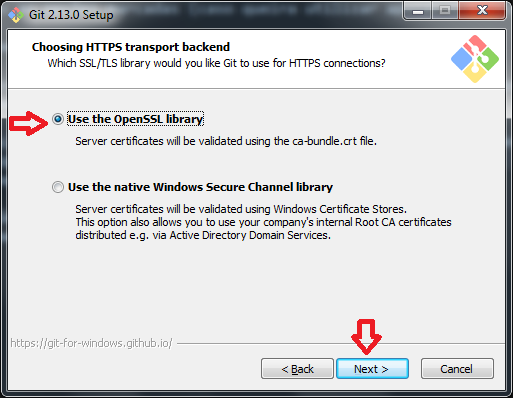 Git 2.13.0 Setup
Choosing HTTPS transport backend
Which SSL/TLS library would you like Git to use for HTTPS connections?
Use the OpenSSL library
Server certificates will be validated using the ca-bundle.crt file.
Use the native Windows Secure Channel library
Server certificates will be validated using Windows Certificate Stores.
This option also allows you to use your company's internal Root CA certificates
distributed e.g. via Active Directory Domain Services.
https://git-for-windows.github.io/
< Back
Next >
Cancel